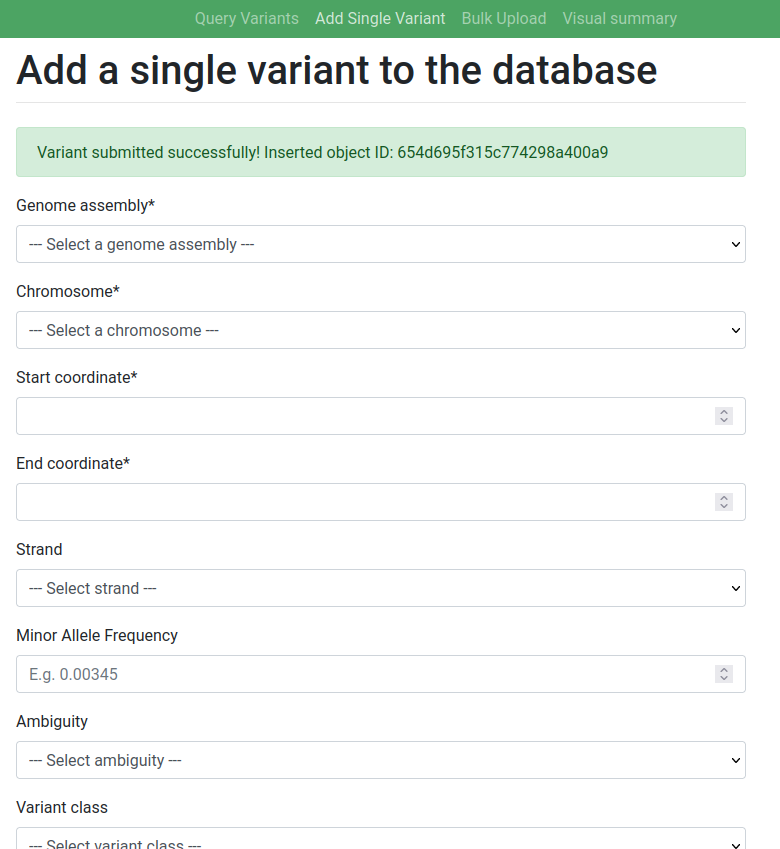 Query Variants Add Single Variant Bulk Upload Visual summary
Add a single variant to the database
Variant submitted successfully! Inserted object ID: 654d695f315c774298a400a9
Genome assembly*
--- Select a genome assembly ---
Chromosome*
--- Select a chromosome ---
Start coordinate*
End coordinate*
Strand
--- Select strand ---
Minor Allele Frequency
E.g. 0.00345
Ambiguity
--- Select ambiguity ---
Variant class
--- Select variant class ---